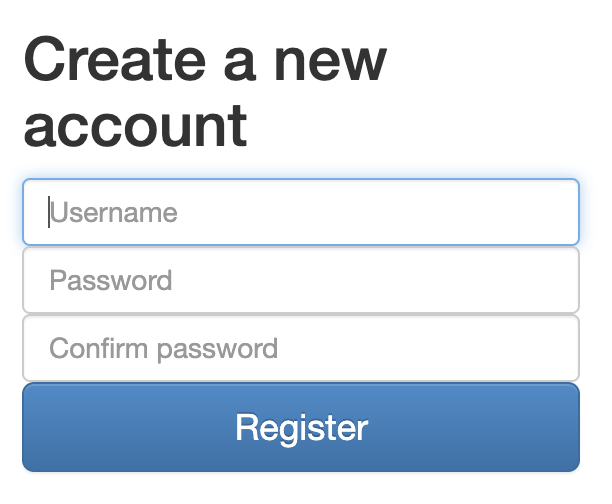 Create a new
account
Username
Password
Confirm password
Register